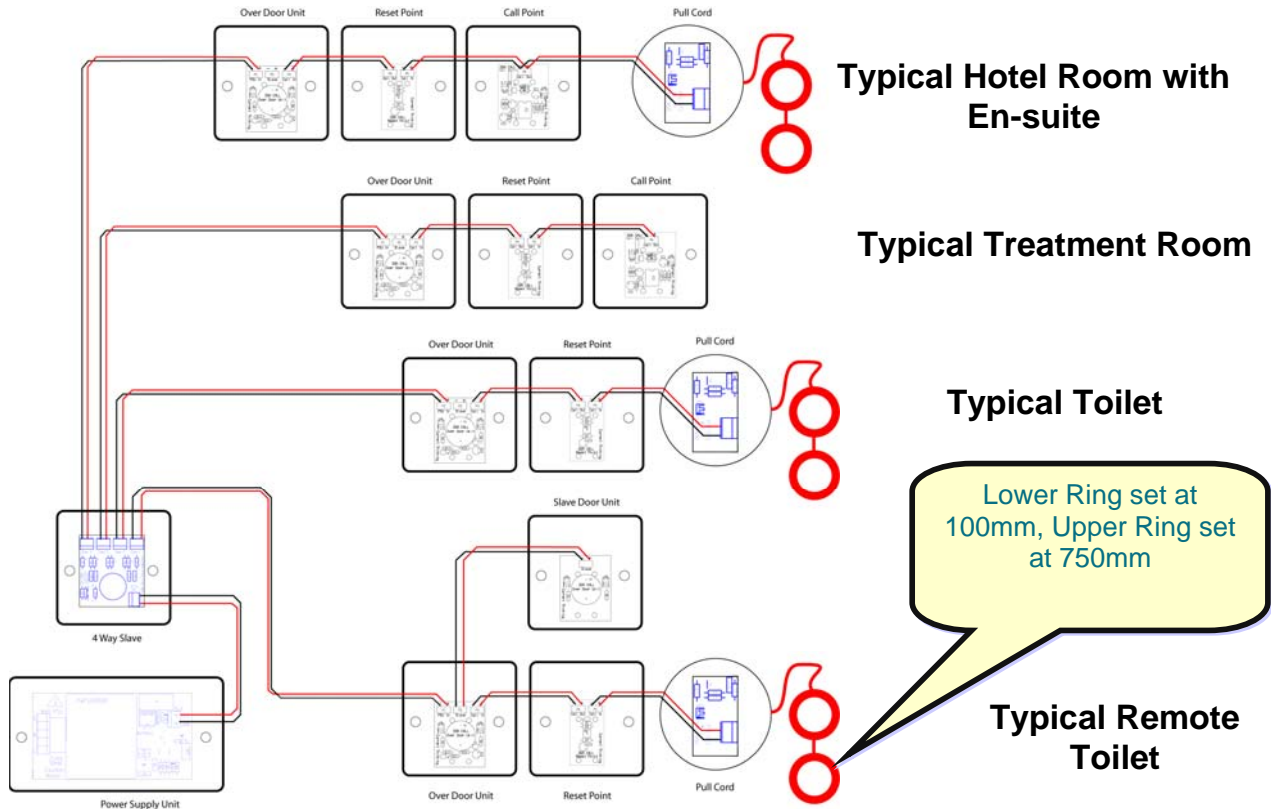 Over Door Unit
Reset Point
Call Point
Pull Cord
Typical Hotel Room with
En-suite
Over Door Unit
Reset Point
Call Point
Typical Treatment Room
Over Door Unit
Reset Point
Pull Cord
Typical Toilet
Slave Door Unit
Lower Ring set at
100mm, Upper Ring set
at 750mm
4 Way Slave
Typical Remote
Toilet
Power Supply Unit
Over Door Unit
Reset Point
Pull Cord